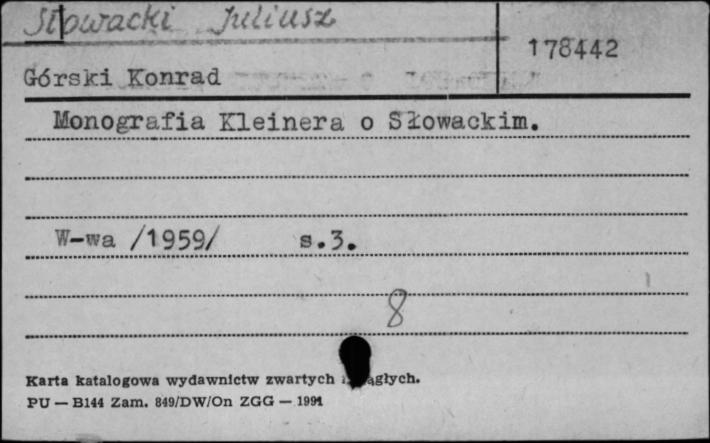 Słowacki Juliusz
178442
Górski Konrad
Monografia Kleinera o Słowackim.
W-wa /1959/ s.3.
8
Karta katalogowa wydawnictw zwartych
PU — B144 Zam. 849/DW/On ZGG — 1991